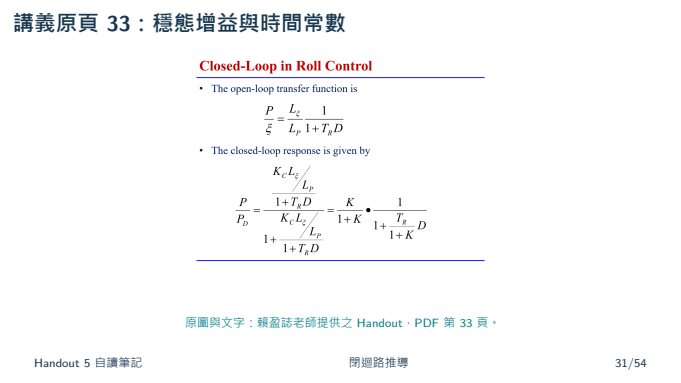 講義原頁 33：穩態增益與時間常數
Closed-Loop in Roll Control
• The open-loop transfer function is
P/ξ = L_ξ/L_P 1/(1+T_R D)
• The closed-loop response is given by
P/P_D = (K_C L_ξ/L_P/(1+T_R D))/(1+K_C L_ξ/L_P/(1+T_R D)) = K/(1+K) • 1/(1+T_R/(1+K) D)
原圖與文字：賴盈誌老師提供之 Handout，PDF 第 33 頁。
Handout 5 自讀筆記
閉迴路推導
31/54